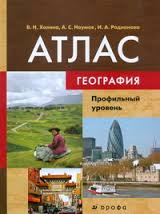 В. Н. Холина, А. С. Наумов, И. А. Родионова
АТЛАС
ГЕОГРАФИЯ
Профильный
уровень
дрофа